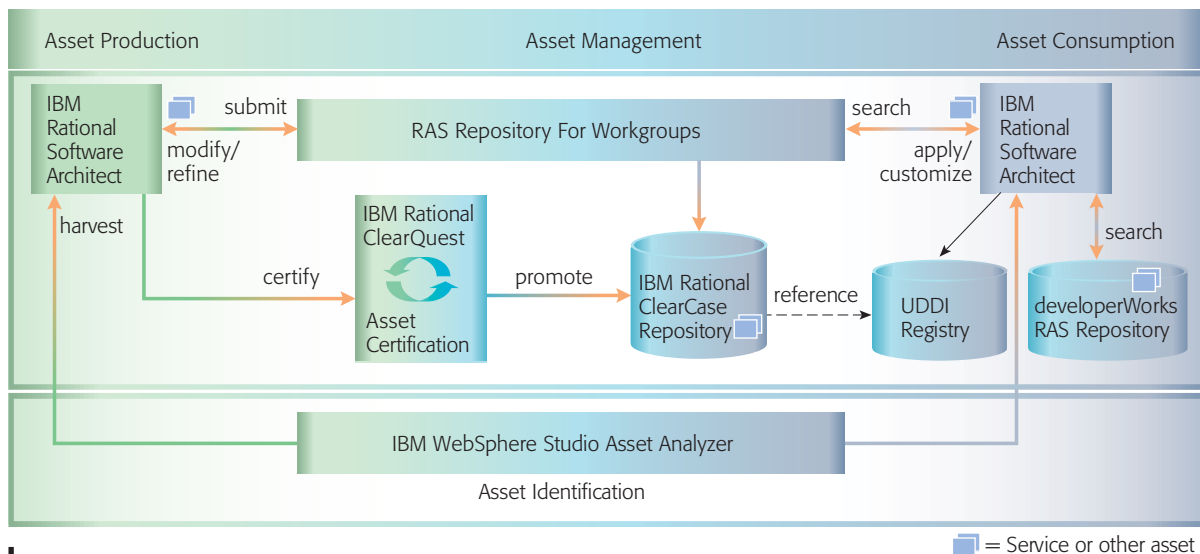 Asset Production
Asset Management
Asset Consumption
IBM
Rational
Software
Architect
submit
modify/
refine
RAS Repository For Workgroups
search
apply/
customize
IBM
Rational
Software
Architect
harvest
certify
IBM Rational
ClearQuest
Asset
Certification
promote
IBM Rational
ClearCase
Repository
reference
UDDI
Registry
search
developerWorks
RAS Repository
IBM WebSphere Studio Asset Analyzer
Asset Identification
= Service or other asset